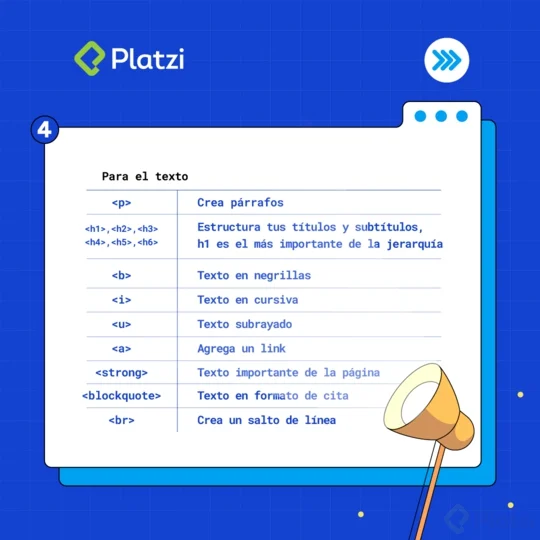 Platzi
4
Para el texto
<p> Crea párrafos
<h1>,<h2>,<h3> Estructura tus títulos y subtítulos,
<h4>,<h5>,<h6> h1 es el más importante de la jerarquía
<b> Texto en negrillas
<i> Texto en cursiva
<u> Texto subrayado
<a> Agrega un link
<strong> Texto importante de la página
<blockquote> Texto en formato de cita
<br> Crea un salto de línea